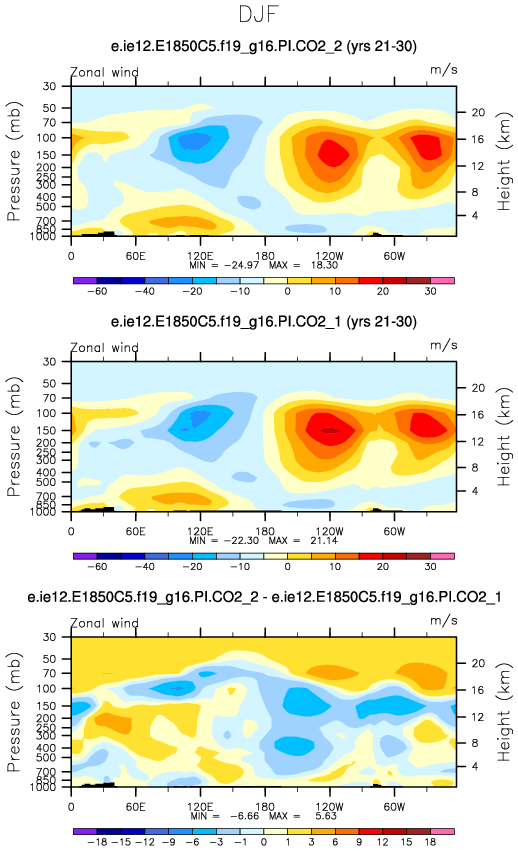 DJF
e.ie12.E1850C5.f19_g16.PI.CO2_2 (yrs 21-30)
Zonal wind m/s
30
50
70
100
150
200
250
300
400
500
700
850
1000
Pressure (mb)
20
16
12
8
4
Height (km)
0 60E 120E 180 120W 60W
MIN = -24.97 MAX = 18.30
-60 -40 -20 -10 0 5 10 15 20 30
e.ie12.E1850C5.f19_g16.PI.CO2_1 (yrs 21-30)
Zonal wind m/s
30
50
70
100
150
200
250
300
400
500
700
850
1000
Pressure (mb)
20
16
12
8
4
Height (km)
0 60E 120E 180 120W 60W
MIN = -22.30 MAX = 21.14
-60 -40 -20 -10 0 5 10 15 20 30
e.ie12.E1850C5.f19_g16.PI.CO2_2 - e.ie12.E1850C5.f19_g16.PI.CO2_1
Zonal wind m/s
30
50
70
100
150
200
250
300
400
500
700
850
1000
Pressure (mb)
20
16
12
8
4
Height (km)
0 60E 120E 180 120W 60W
MIN = -6.66 MAX = 5.63
-18 -15 -12 -9 -6 -3 -1 0 1 3 6 9 12 15 18